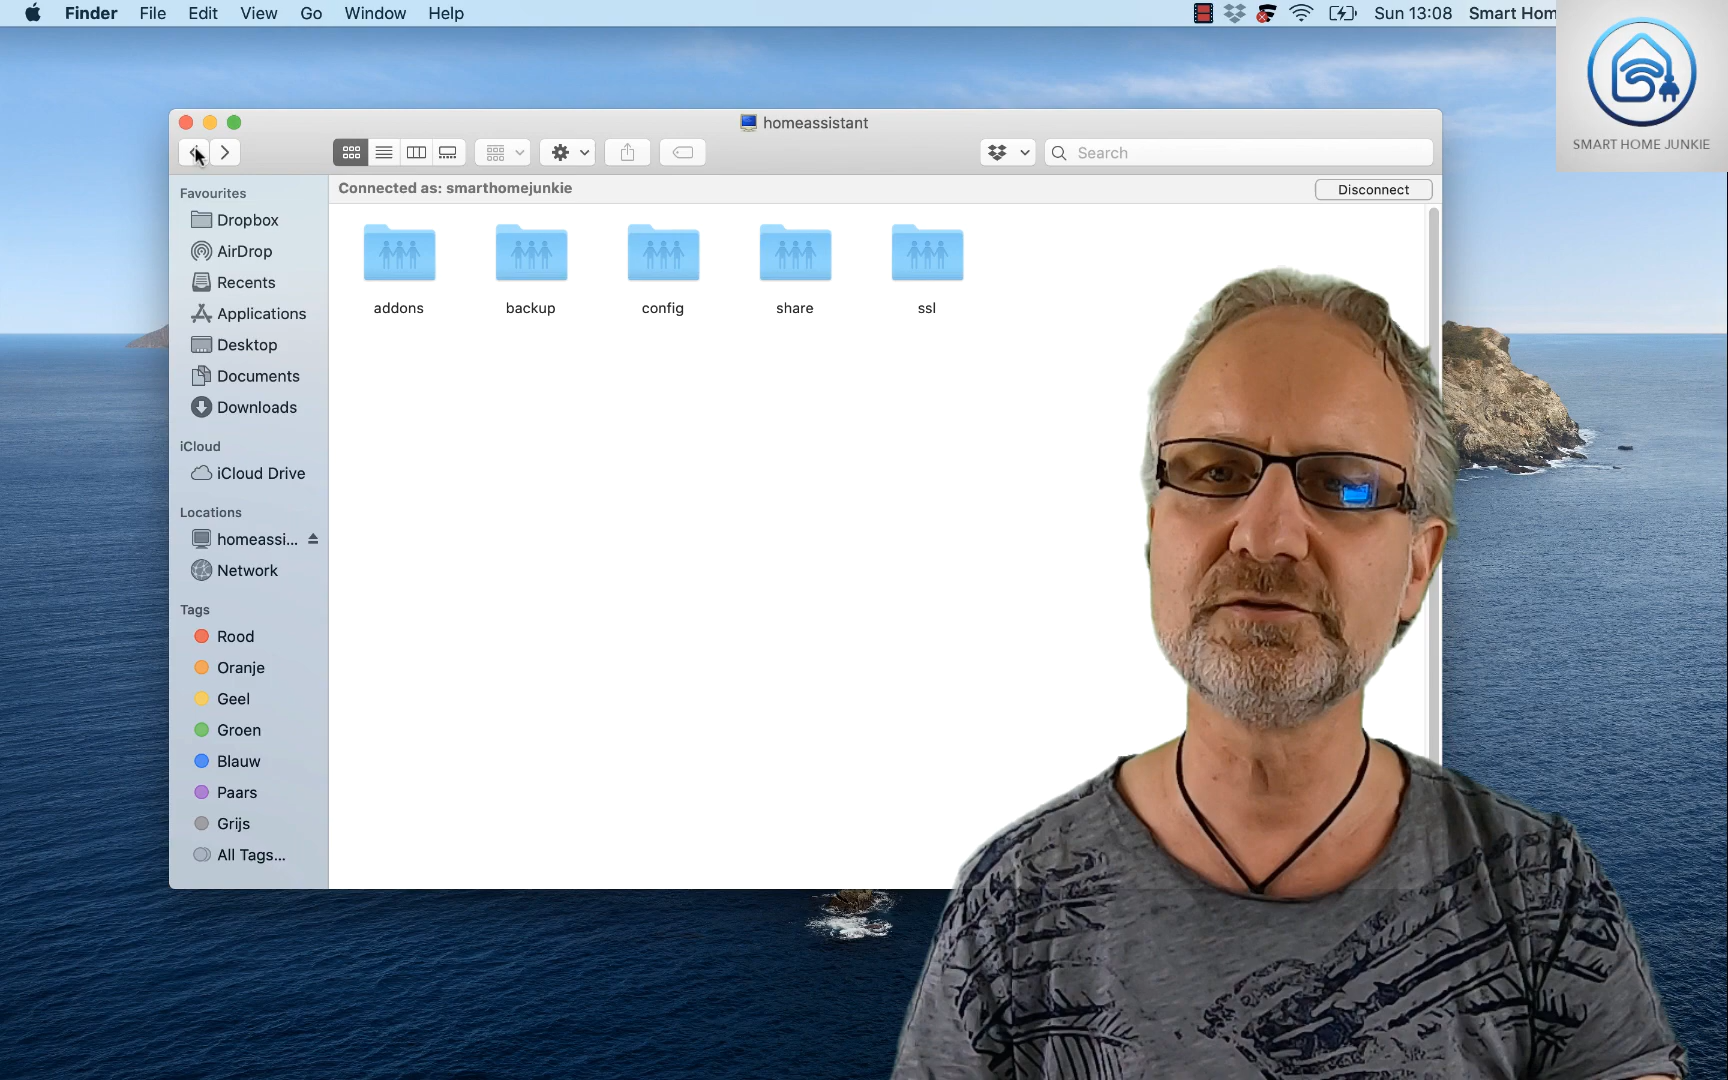 Finder File Edit View Go Window Help Sun 13:08 Smart Hom
SMART HOME JUNKIE
homeassistant
Search
Favourites
Dropbox
AirDrop
Recents
Applications
Desktop
Documents
Downloads
iCloud
iCloud Drive
Locations
homeassi...
Network
Tags
Rood
Oranje
Geel
Groen
Blauw
Paars
Grijs
All Tags...
Connected as: smarthomejunkie
Disconnect
addons backup config share ssl